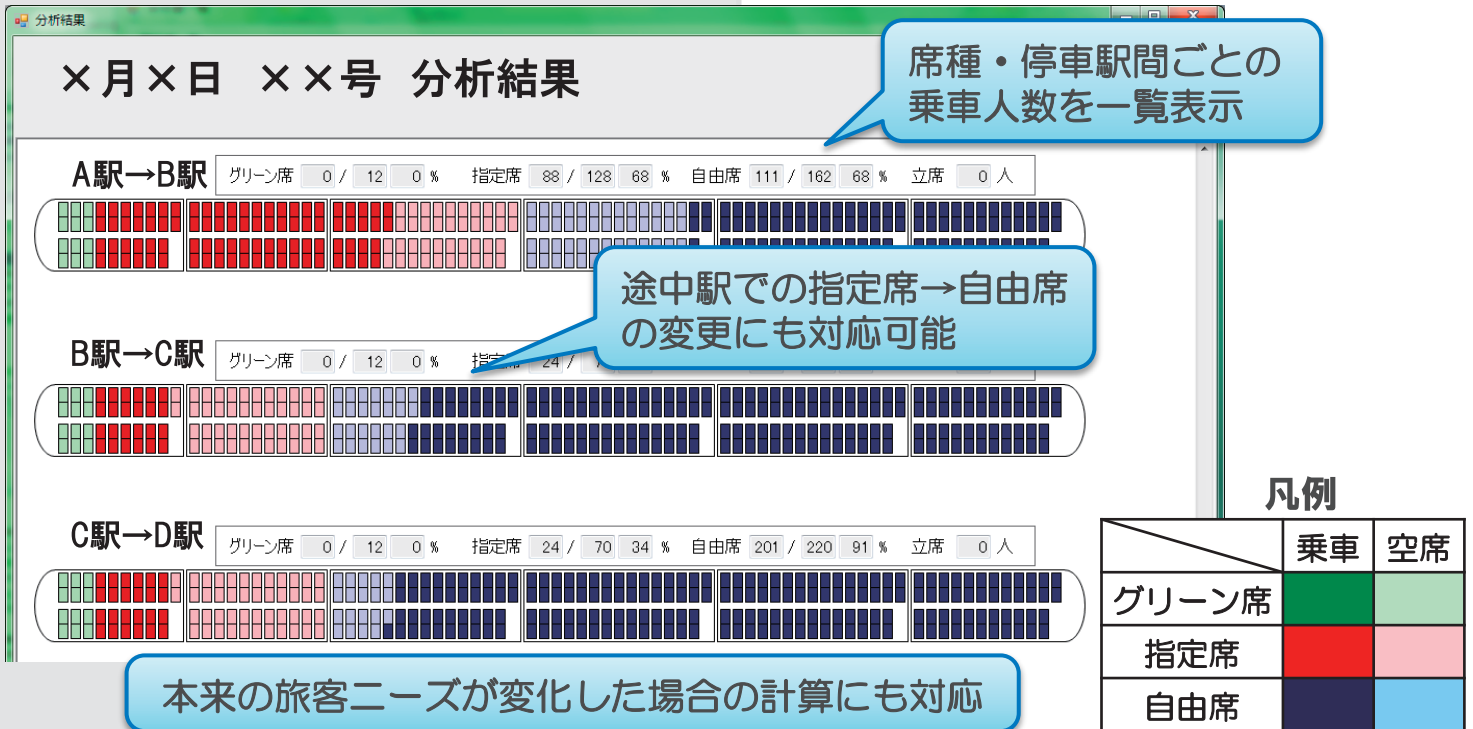 分析結果
×月×日 ××号 分析結果
席種・停車駅間ごとの
乗車人数を一覧表示
A駅→B駅 グリーン席 0 / 12 0 % 指定席 88 / 128 68 % 自由席 111 / 162 68 % 立席 0 人
途中駅での指定席→自由席
の変更にも対応可能
B駅→C駅 グリーン席 0 / 12 0 % 指定席 24 /
C駅→D駅 グリーン席 0 / 12 0 % 指定席 24 / 70 34 % 自由席 201 / 220 91 % 立席 0 人
本来の旅客ニーズが変化した場合の計算にも対応
凡例
乗車 空席
グリーン席
指定席
自由席